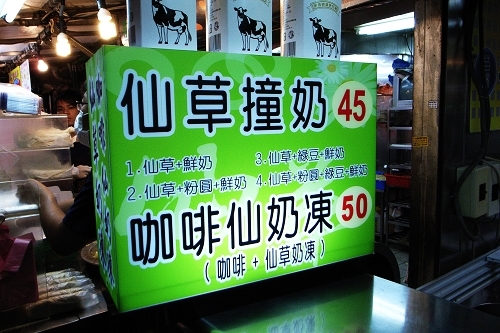 仙草撞奶 45
1.仙草+鮮奶 3.仙草+綠豆+鮮奶
2.仙草+粉圓+鮮奶 4.仙草+粉圓+綠豆+鮮奶
咖啡仙奶凍 50
(咖啡+仙草奶凍)